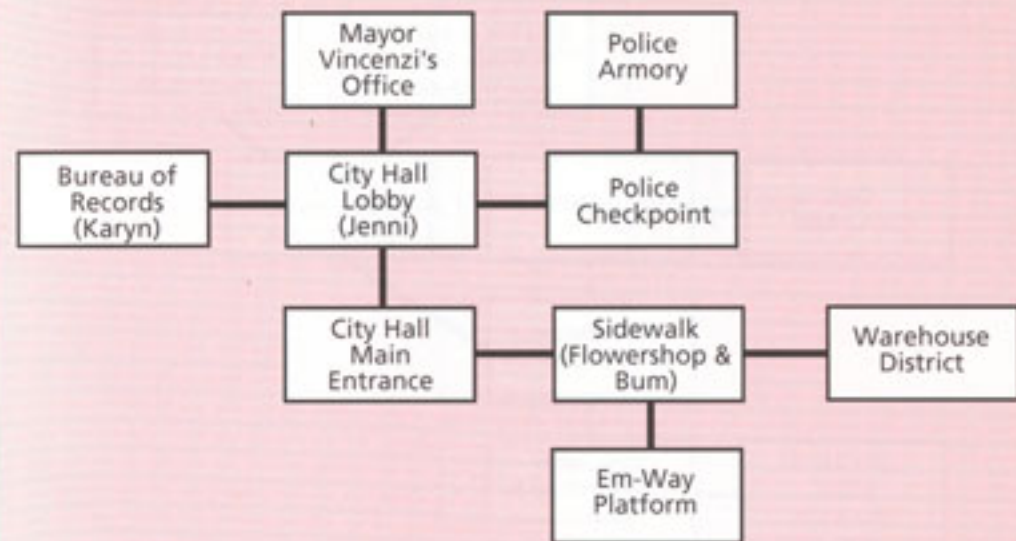 Mayor
Vincenzi's
Office
Police
Armory
Bureau of
Records
(Karyn)
City Hall
Lobby
(Jenni)
Police
Checkpoint
City Hall
Main
Entrance
Sidewalk
(Flowershop &
Bum)
Warehouse
District
Em-Way
Platform